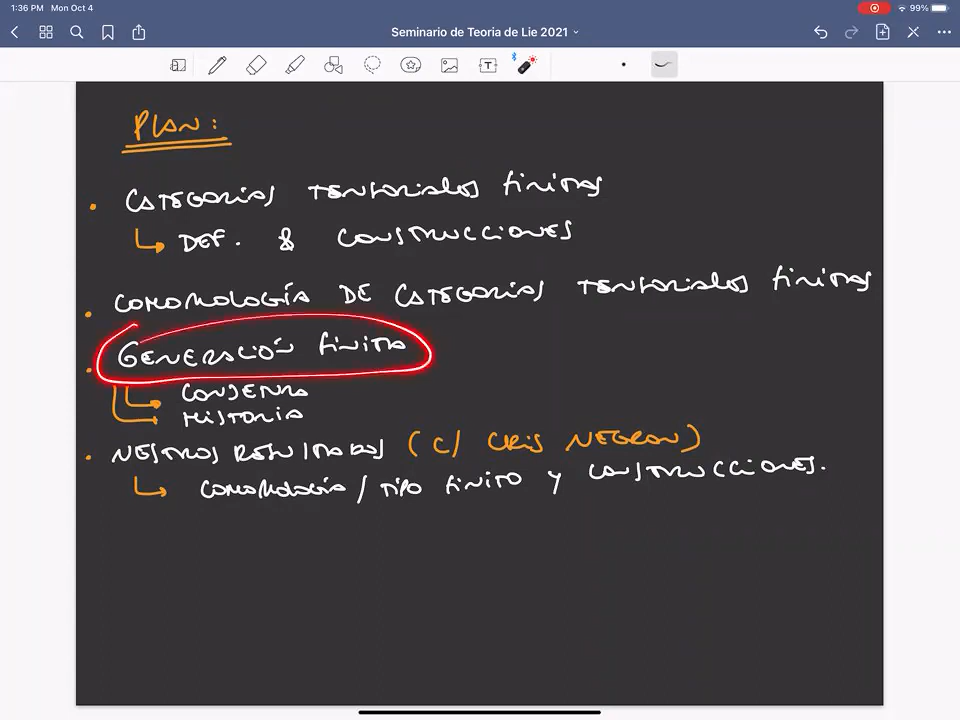 1:36 PM Mon Oct 4
99%
Seminario de Teoria de Lie 2021
T
PLAN:
• CATEGORÍAS TENSORIALES FINITAS
↳ DEF. & CONSTRUCCIONES
• COHOMOLOGÍA DE CATEGORÍAS TENSORIALES FINITAS
• GENERACIÓN FINITA
↳ CONJETURA
↳ HISTORIA
• NUESTROS RESULTADOS (C/ CRIS NEGRON)
↳ COHOMOLOGÍA / TIPO FINITO Y CONSTRUCCIONES.